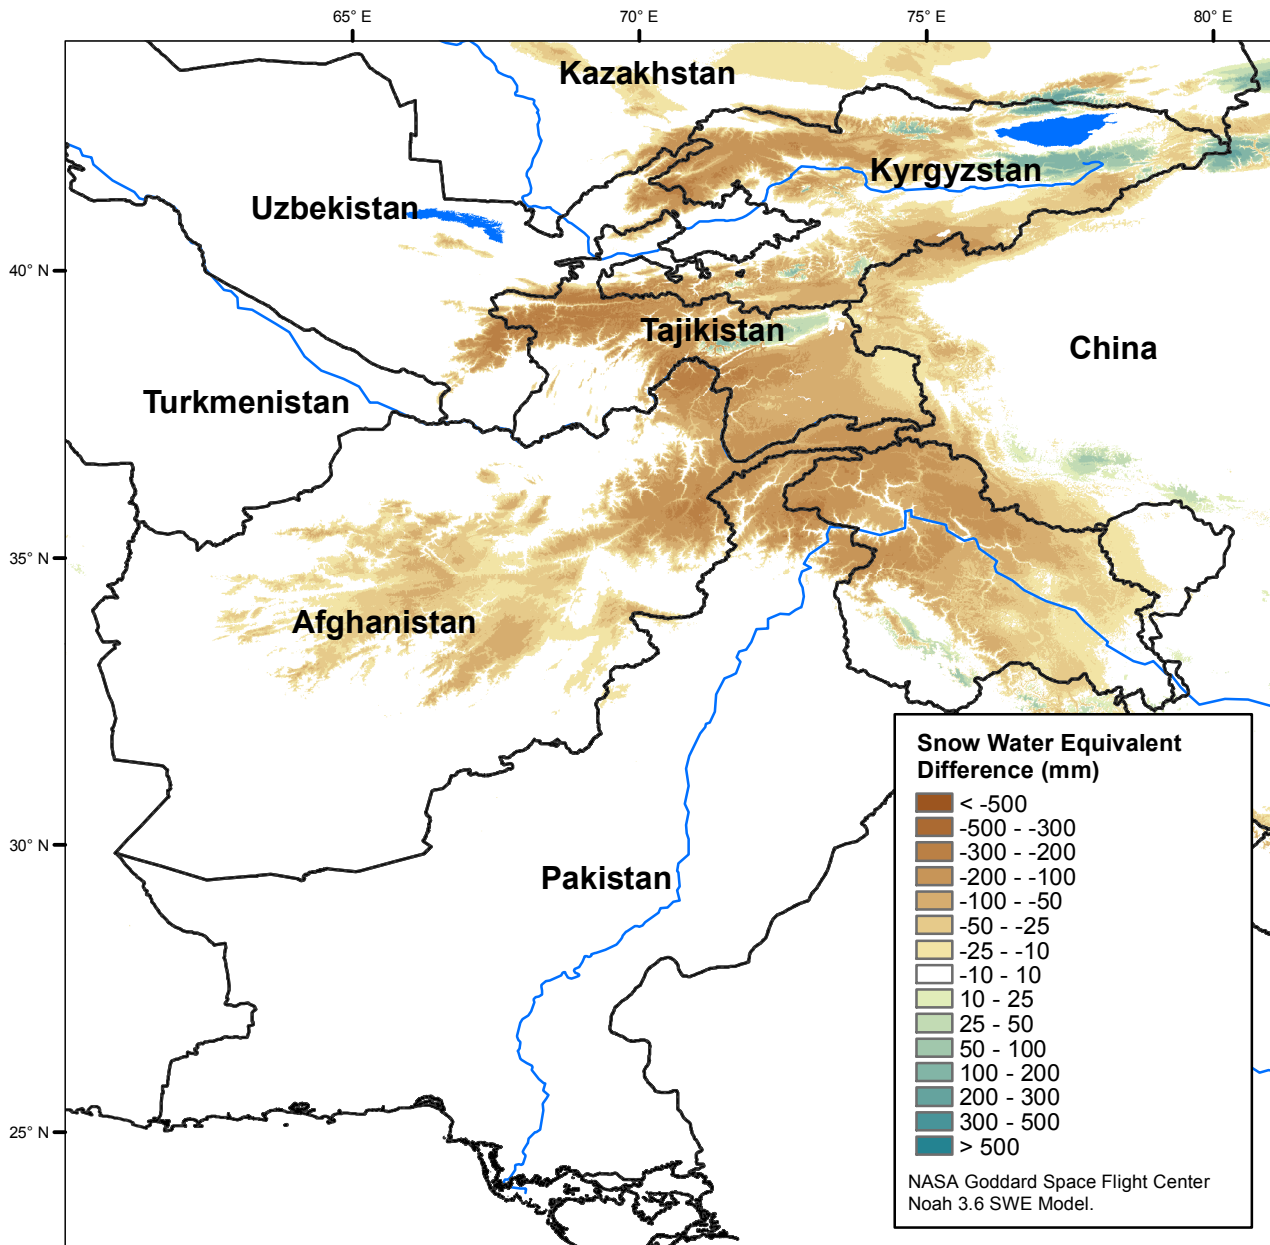 65° E
70° E
75° E
80° E
Kazakhstan
Kyrgyzstan
Uzbekistan
40° N
Tajikistan
China
Turkmenistan
35° N
Afghanistan
30° N
Pakistan
25° N
Snow Water Equivalent
Difference (mm)
< -500
-500 - -300
-300 - -200
-200 - -100
-100 - -50
-50 - -25
-25 - -10
-10 - 10
10 - 25
25 - 50
50 - 100
100 - 200
200 - 300
300 - 500
> 500
NASA Goddard Space Flight Center
Noah 3.6 SWE Model.